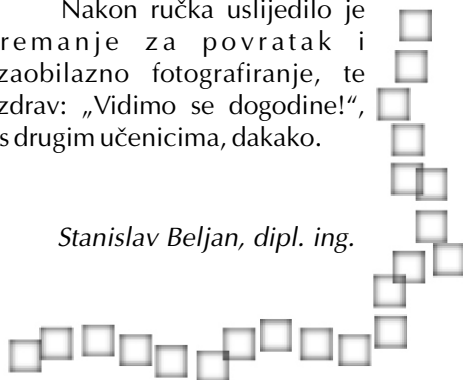 Nakon ručka uslijedilo je
remanje za povratak i
zaobilazno fotografiranje, te
zdrav: „Vidimo se dogodine!“,
s drugim učenicima, dakako.
Stanislav Beljan, dipl. ing.